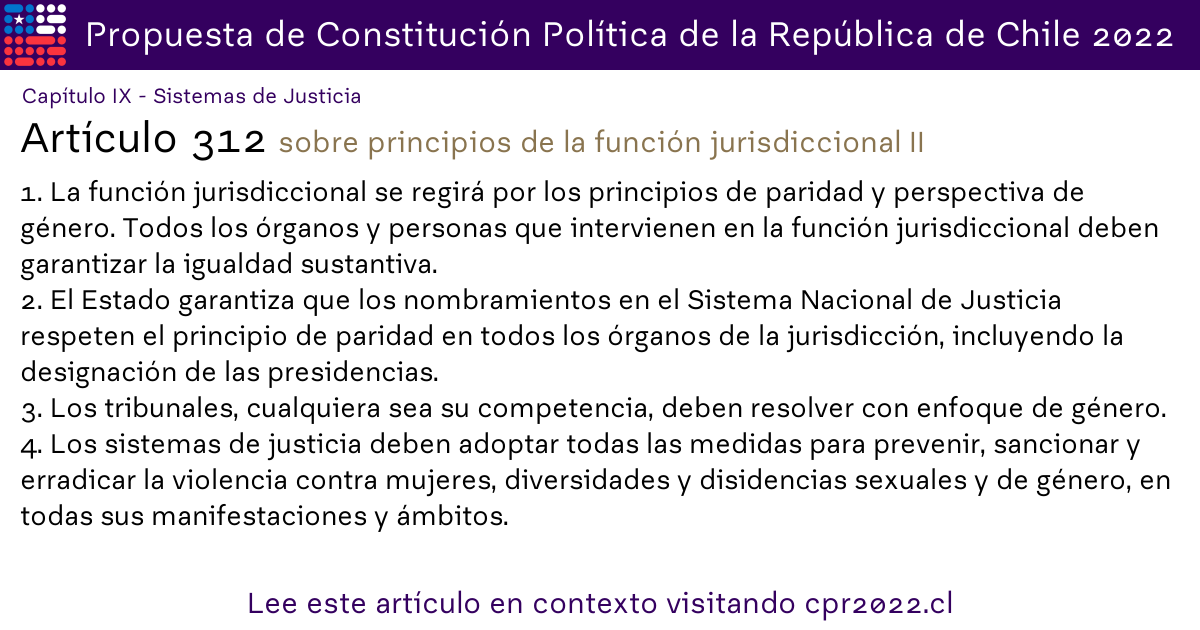 Propuesta de Constitución Política de la República de Chile 2022
Capítulo IX - Sistemas de Justicia
Artículo 312 sobre principios de la función jurisdiccional II
1. La función jurisdiccional se regirá por los principios de paridad y perspectiva de
género. Todos los órganos y personas que intervienen en la función jurisdiccional deben
garantizar la igualdad sustantiva.
2. El Estado garantiza que los nombramientos en el Sistema Nacional de Justicia
respeten el principio de paridad en todos los órganos de la jurisdicción, incluyendo la
designación de las presidencias.
3. Los tribunales, cualquiera sea su competencia, deben resolver con enfoque de género.
4. Los sistemas de justicia deben adoptar todas las medidas para prevenir, sancionar y
erradicar la violencia contra mujeres, diversidades y disidencias sexuales y de género, en
todas sus manifestaciones y ámbitos.
Lee este artículo en contexto visitando cpr2022.cl